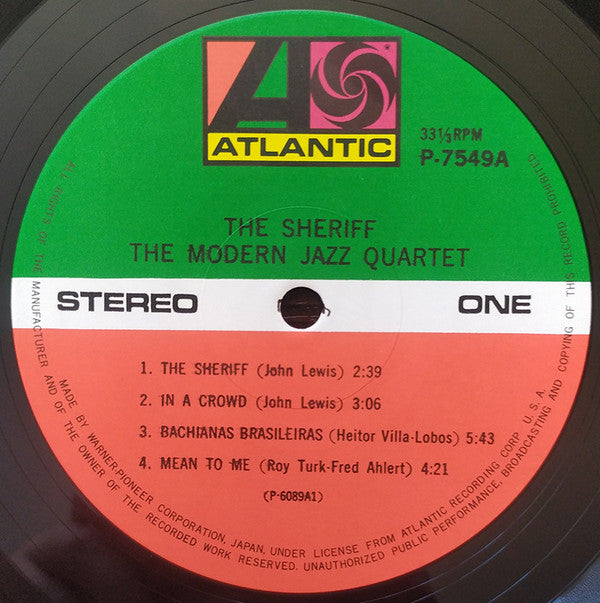 ATLANTIC
33⅓ RPM
P-7549A
THE SHERIFF
THE MODERN JAZZ QUARTET
STEREO
ONE
1. THE SHERIFF (John Lewis) 2:39
2. IN A CROWD (John Lewis) 3:06
3. BACHIANAS BRASILEIRAS (Heitor Villa-Lobos) 5:43
4. MEAN TO ME (Roy Turk-Fred Ahlert) 4:21
(P-6089A1)
MADE BY WARNER-PIONEER CORPORATION, JAPAN, UNDER LICENSE FROM ATLANTIC RECORDING CORP. U.S.A.
ALL RIGHTS OF THE MANUFACTURER AND OF THE OWNER OF THE RECORDED WORK RESERVED. UNAUTHORIZED PUBLIC PERFORMANCE, BROADCASTING AND COPYING OF THIS RECORD PROHIBITED